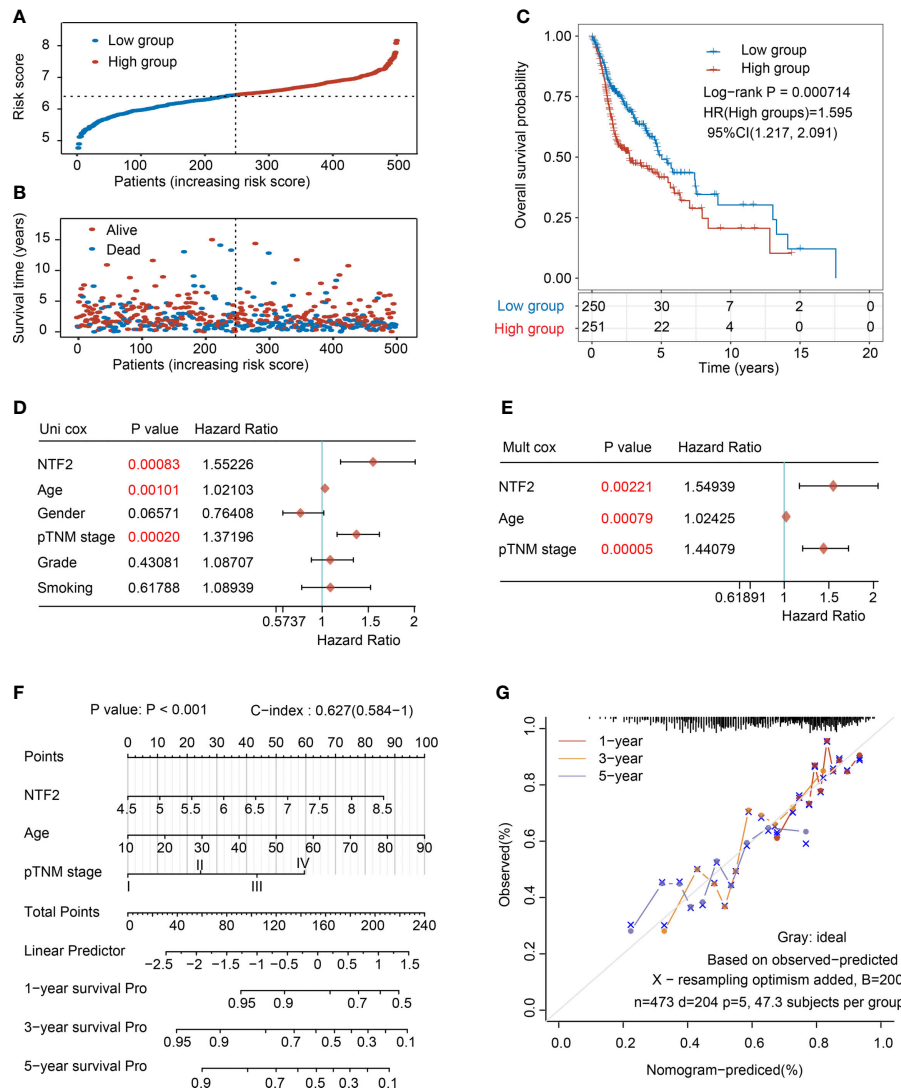 A
Risk score
8
7
6
5
Low group
High group
0 100 200 300 400 500
Patients (increasing risk score)
B
Survival time (years)
15
10
5
0
Alive
Dead
0 100 200 300 400 500
Patients (increasing risk score)
C
Overall survival probability
1.00
0.75
0.50
0.25
0.00
Low group
High group
Log-rank P = 0.000714
HR(High groups)=1.595
95%CI(1.217, 2.091)
Low group 250 30 7 2 0
High group 251 22 4 0 0
0 5 10 15 20
Time (years)
D
Uni cox P value Hazard Ratio
NTF2 0.00083 1.55226
Age 0.00101 1.02103
Gender 0.06571 0.76408
pTNM stage 0.00020 1.37196
Grade 0.43081 1.08707
Smoking 0.61788 1.08939
0.5737 1 1.5 2
Hazard Ratio
E
Mult cox P value Hazard Ratio
NTF2 0.00221 1.54939
Age 0.00079 1.02425
pTNM stage 0.00005 1.44079
0.61891 1 1.5 2
Hazard Ratio
F
P value: P < 0.001 C−index : 0.627(0.584−1)
Points 0 10 20 30 40 50 60 70 80 90 100
NTF2 4.5 5 5.5 6 6.5 7 7.5 8 8.5
Age 10 20 30 40 50 60 70 80 90
pTNM stage I II III IV
Total Points 0 40 80 120 160 200 240
Linear Predictor −2.5 −2 −1 −1 −0.5 0 0.5 1 1.5
1−year survival Pro 0.95 0.9 0.7 0.5
3−year survival Pro 0.95 0.9 0.7 0.5 0.3 0.1
5−year survival Pro 0.9 0.7 0.5 0.3 0.1
G
Observed(%)
1.0
0.8
0.6
0.4
0.2
0.0
1−year
3−year
5−year
Gray: ideal
Based on observed−predicted
X − resampling optimism added, B=200
n=473 d=204 p=5, 47.3 subjects per group
0.0 0.2 0.4 0.6 0.8 1.0
Nomogram−prediced(%)